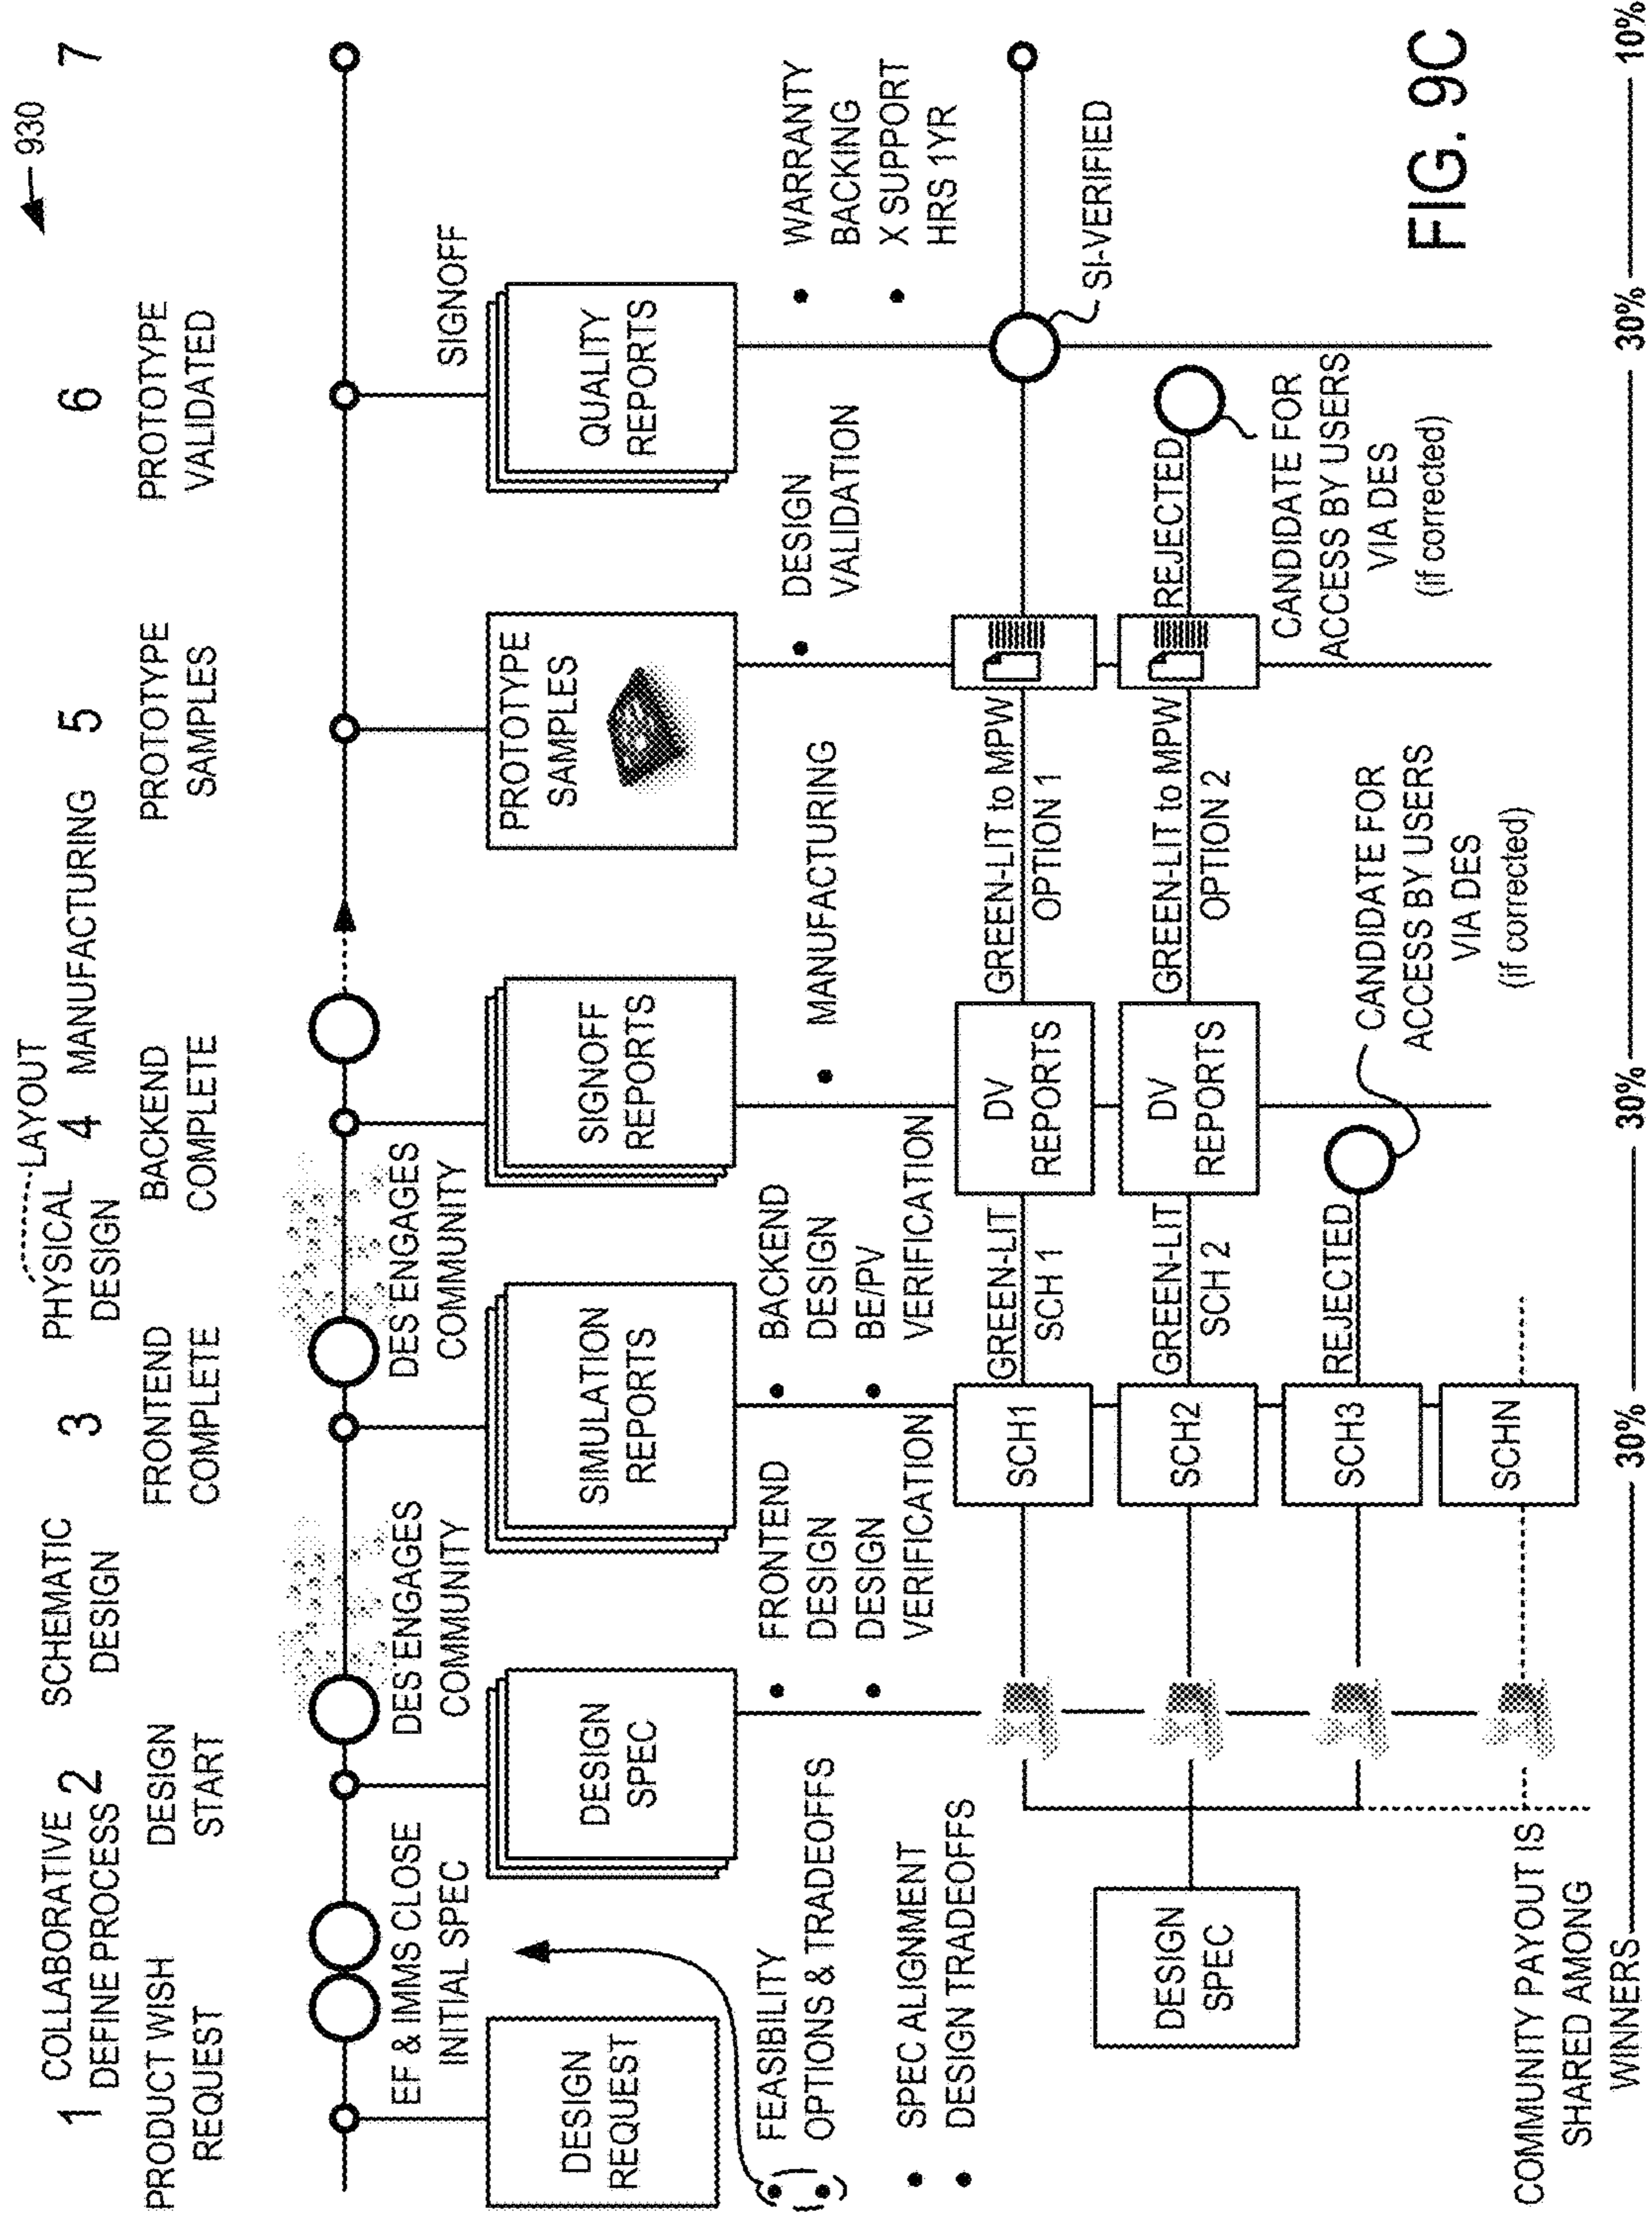 930
LAYOUT
1
COLLABORATIVE
DEFINE PROCESS
2
SCHEMATIC
DESIGN
3
PHYSICAL
DESIGN
4
MANUFACTURING
5
6
7
PRODUCT WISH
REQUEST
DESIGN
START
FRONTEND
COMPLETE
BACKEND
COMPLETE
PROTOTYPE
SAMPLES
PROTOTYPE
VALIDATED
EF & IMMS CLOSE
INITIAL SPEC
DES ENGAGES
COMMUNITY
DES ENGAGES
COMMUNITY
SIGNOFF
DESIGN
REQUEST
DESIGN
SPEC
SIMULATION
REPORTS
SIGNOFF
REPORTS
PROTOTYPE
SAMPLES
QUALITY
REPORTS
• FEASIBILITY
• OPTIONS & TRADEOFFS
• SPEC ALIGNMENT
• DESIGN TRADEOFFS
• FRONTEND
DESIGN
• DESIGN
VERIFICATION
• BACKEND
DESIGN
• BE/PV
VERIFICATION
• MANUFACTURING
• DESIGN
VALIDATION
• WARRANTY
BACKING
• X SUPPORT
HRS 1YR
DESIGN
SPEC
SCH1
GREEN-LIT
SCH 1
DV
REPORTS
GREEN-LIT to MPW
OPTION 1
SI-VERIFIED
SCH2
GREEN-LIT
SCH 2
DV
REPORTS
GREEN-LIT to MPW
OPTION 2
REJECTED
CANDIDATE FOR
ACCESS BY USERS
VIA DES
(if corrected)
SCH3
REJECTED
CANDIDATE FOR
ACCESS BY USERS
VIA DES
(if corrected)
SCHN
COMMUNITY PAYOUT IS
SHARED AMONG
WINNERS
30%
30%
30%
10%
FIG. 9C